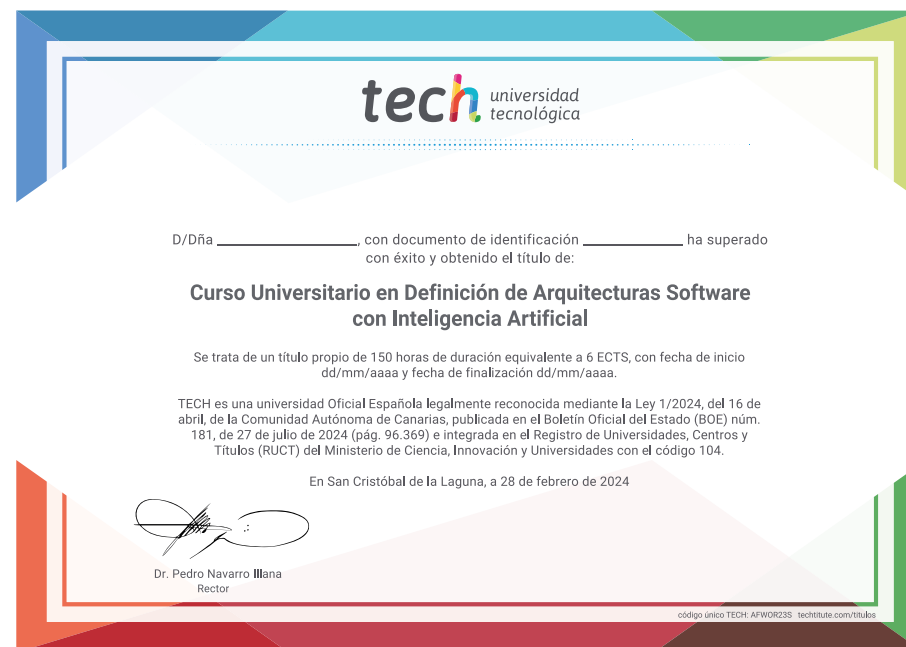 tech universidad
tecnológica
D/Dña ____________, con documento de identificación ____________ ha superado
con éxito y obtenido el título de:
Curso Universitario en Definición de Arquitecturas Software
con Inteligencia Artificial
Se trata de un título propio de 150 horas de duración equivalente a 6 ECTS, con fecha de inicio
dd/mm/aaaa y fecha de finalización dd/mm/aaaa.
TECH es una universidad Oficial Española legalmente reconocida mediante la Ley 1/2024, del 16 de
abril, de la Comunidad Autónoma de Canarias, publicada en el Boletín Oficial del Estado (BOE) núm.
181, de 27 de julio de 2024 (pág. 96.369) e integrada en el Registro de Universidades, Centros y
Títulos (RUCT) del Ministerio de Ciencia, Innovación y Universidades con el código 104.
En San Cristóbal de la Laguna, a 28 de febrero de 2024
Dr. Pedro Navarro Illana
Rector
código único TECH: AFWOR23S techtitute.com/titulos